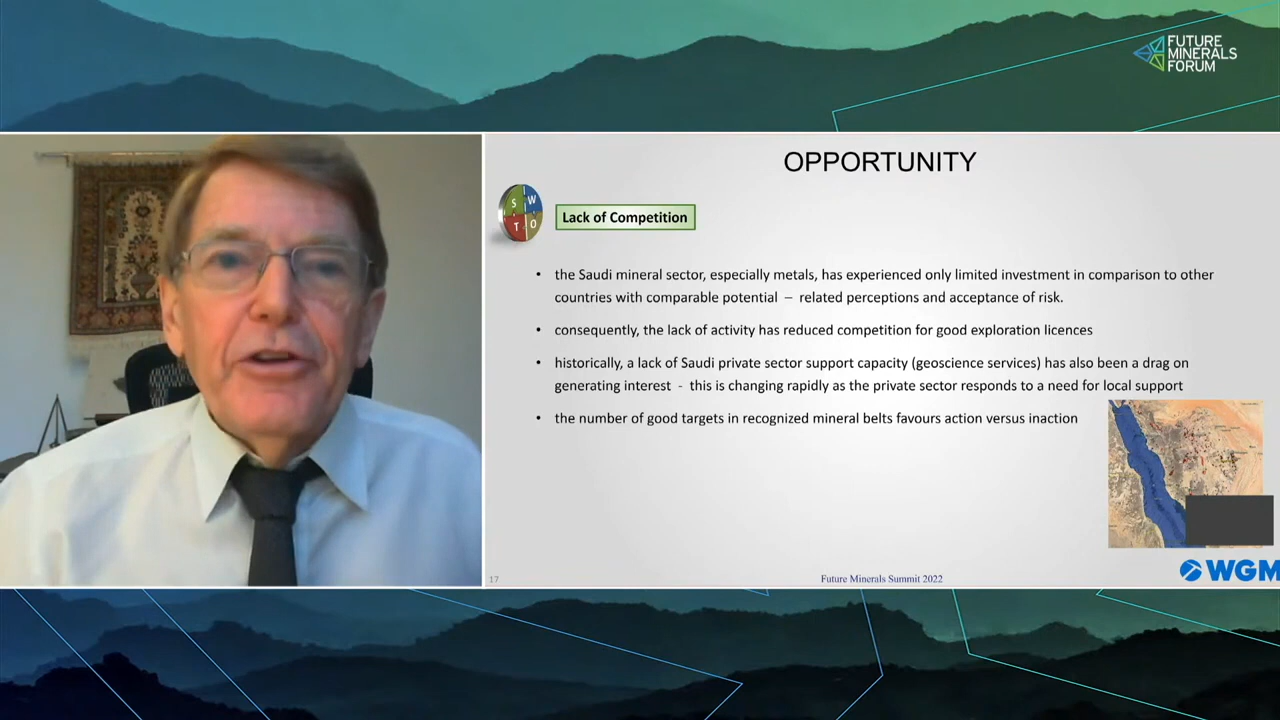 FUTURE
MINERALS
FORUM
OPPORTUNITY
S W
T O
Lack of Competition
• the Saudi mineral sector, especially metals, has experienced only limited investment in comparison to other
countries with comparable potential – related perceptions and acceptance of risk.
• consequently, the lack of activity has reduced competition for good exploration licences
• historically, a lack of Saudi private sector support capacity (geoscience services) has also been a drag on
generating interest - this is changing rapidly as the private sector responds to a need for local support
• the number of good targets in recognized mineral belts favours action versus inaction
17
Future Minerals Summit 2022
WGM